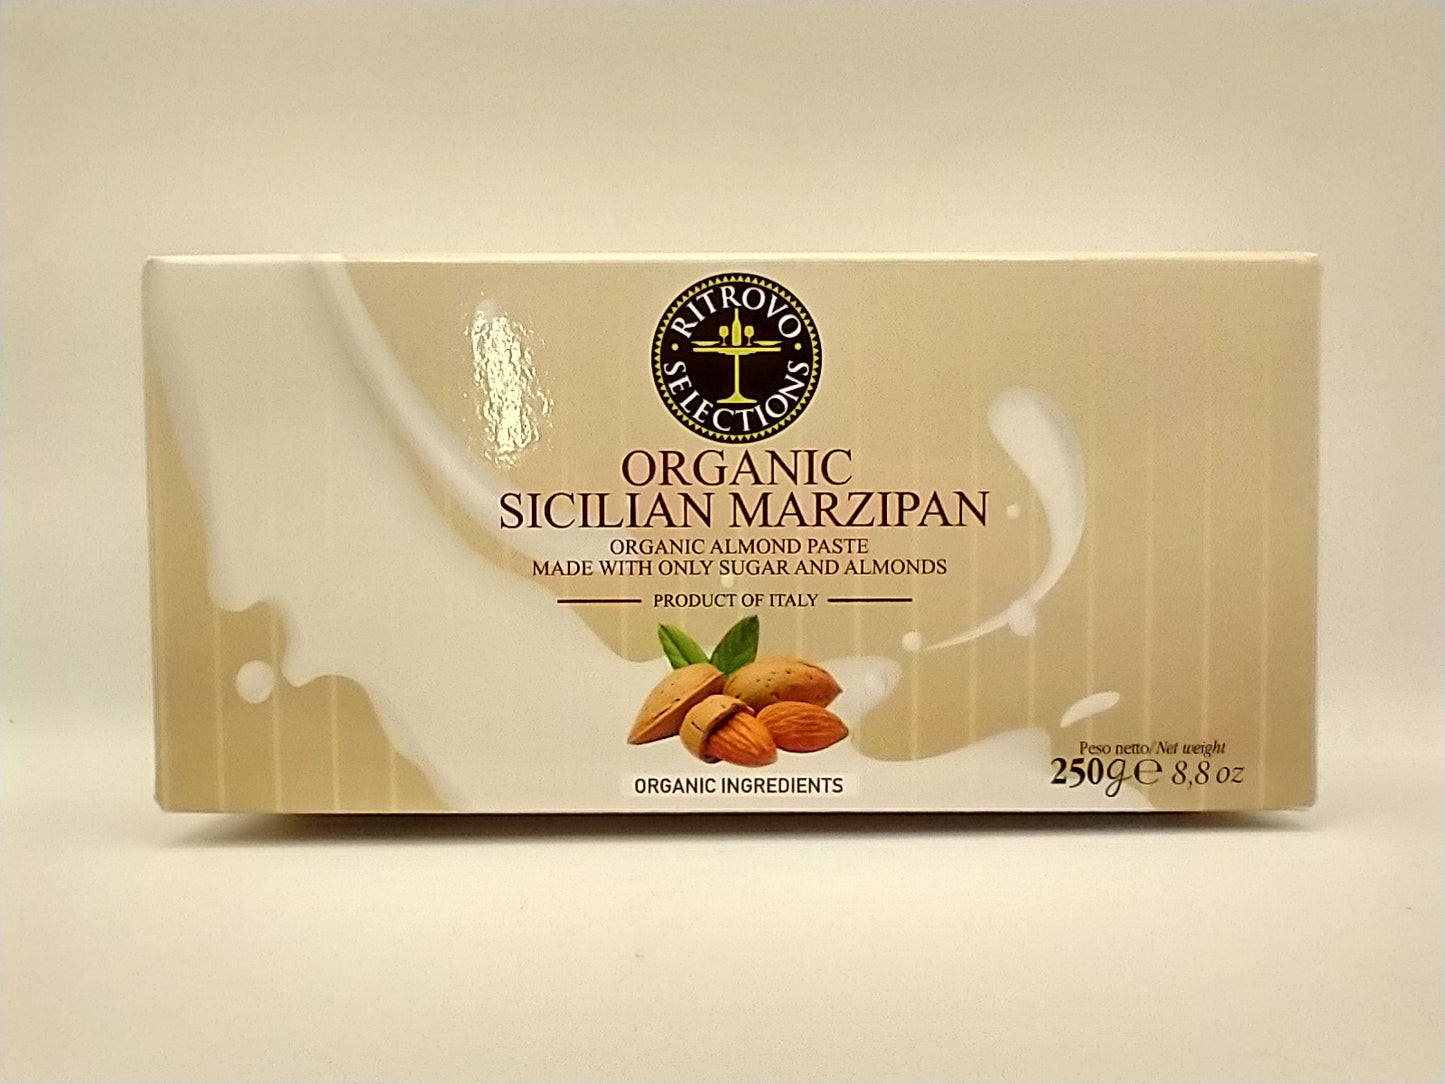 RITROVO
SELECTIONS
ORGANIC
SICILIAN MARZIPAN
ORGANIC ALMOND PASTE
MADE WITH ONLY SUGAR AND ALMONDS
PRODUCT OF ITALY
ORGANIC INGREDIENTS
Peso netto/Net weight
250g℮ 8,8 oz